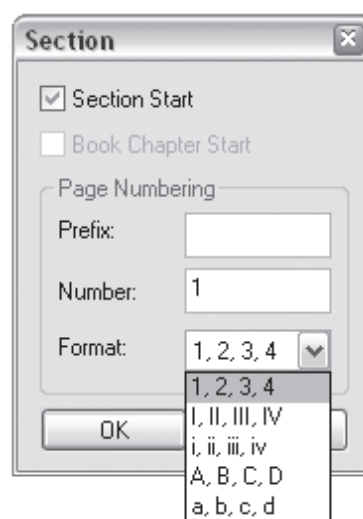 Section
Section Start
Book Chapter Start
Page Numbering
Prefix:
Number: 1
Format: 1, 2, 3, 4
1, 2, 3, 4
I, II, III, IV
i, ii, iii, iv
A, B, C, D
a, b, c, d
OK